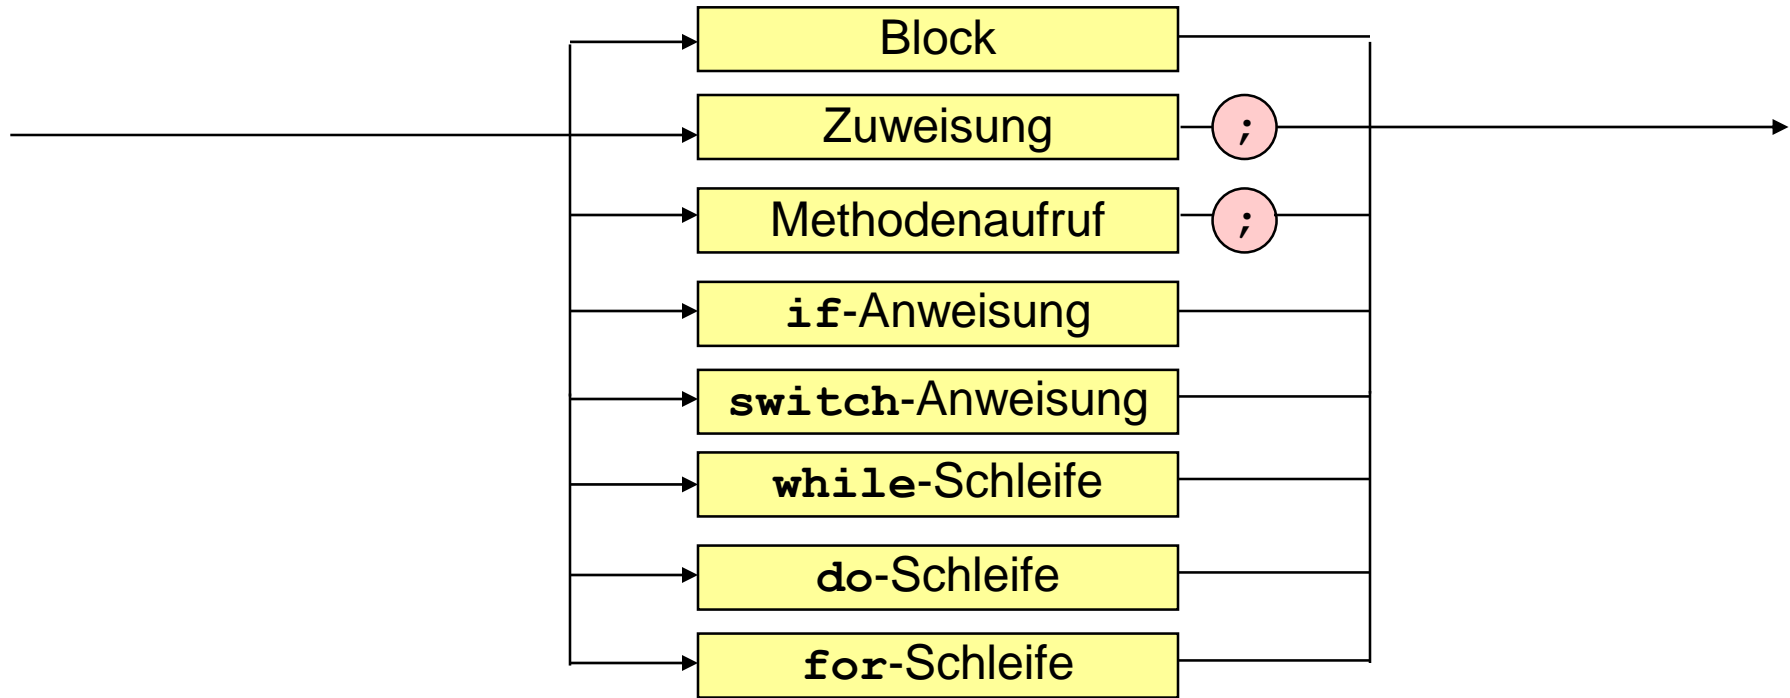 Block
Zuweisung ;
Methodenaufruf ;
if-Anweisung
switch-Anweisung
while-Schleife
do-Schleife
for-Schleife